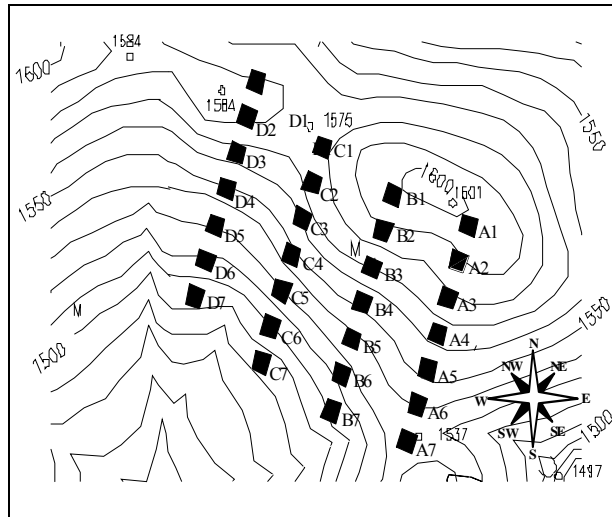 1584
1600
1584
D2
D1
1575
C1
1550
D3
C2
1600
1601
B1
D4
1550
C3
A1
D5
M
B2
A2
C4
B3
D6
A3
D7
C5
B4
1550
M
A4
C6
B5
N
1500
C7
A5
NW
NE
B6
W
E
A6
B7
1500
SW
SE
1537
A7
S
1497